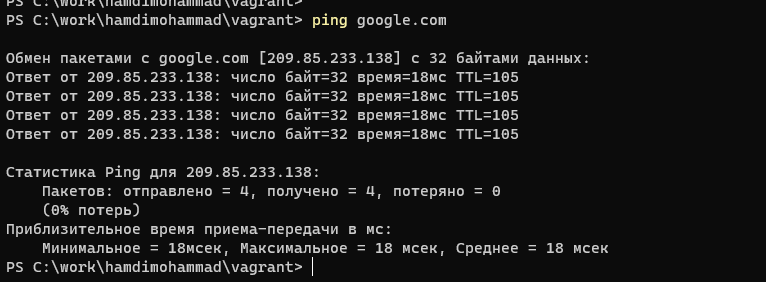 PS C:\work\hamdimohammad\vagrant>
PS C:\work\hamdimohammad\vagrant> ping google.com
Обмен пакетами с google.com [209.85.233.138] с 32 байтами данных:
Ответ от 209.85.233.138: число байт=32 время=18мс TTL=105
Ответ от 209.85.233.138: число байт=32 время=18мс TTL=105
Ответ от 209.85.233.138: число байт=32 время=18мс TTL=105
Ответ от 209.85.233.138: число байт=32 время=18мс TTL=105
Статистика Ping для 209.85.233.138:
Пакетов: отправлено = 4, получено = 4, потеряно = 0
(0% потерь)
Приблизительное время приема-передачи в мс:
Минимальное = 18мсек, Максимальное = 18 мсек, Среднее = 18 мсек
PS C:\work\hamdimohammad\vagrant>